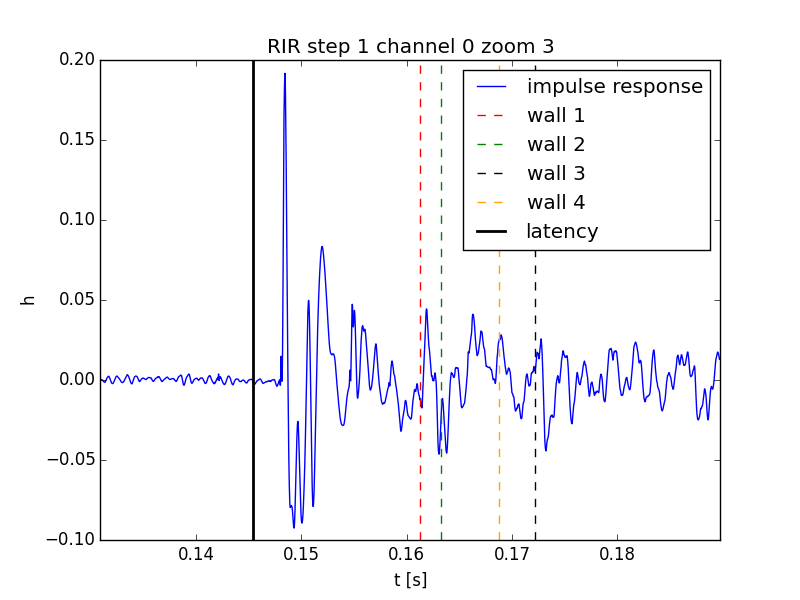 RIR step 1 channel 0 zoom 3
0.20
0.15
0.10
0.05
0.00
−0.05
−0.10
h
impulse response
wall 1
wall 2
wall 3
wall 4
latency
0.14 0.15 0.16 0.17 0.18
t [s]